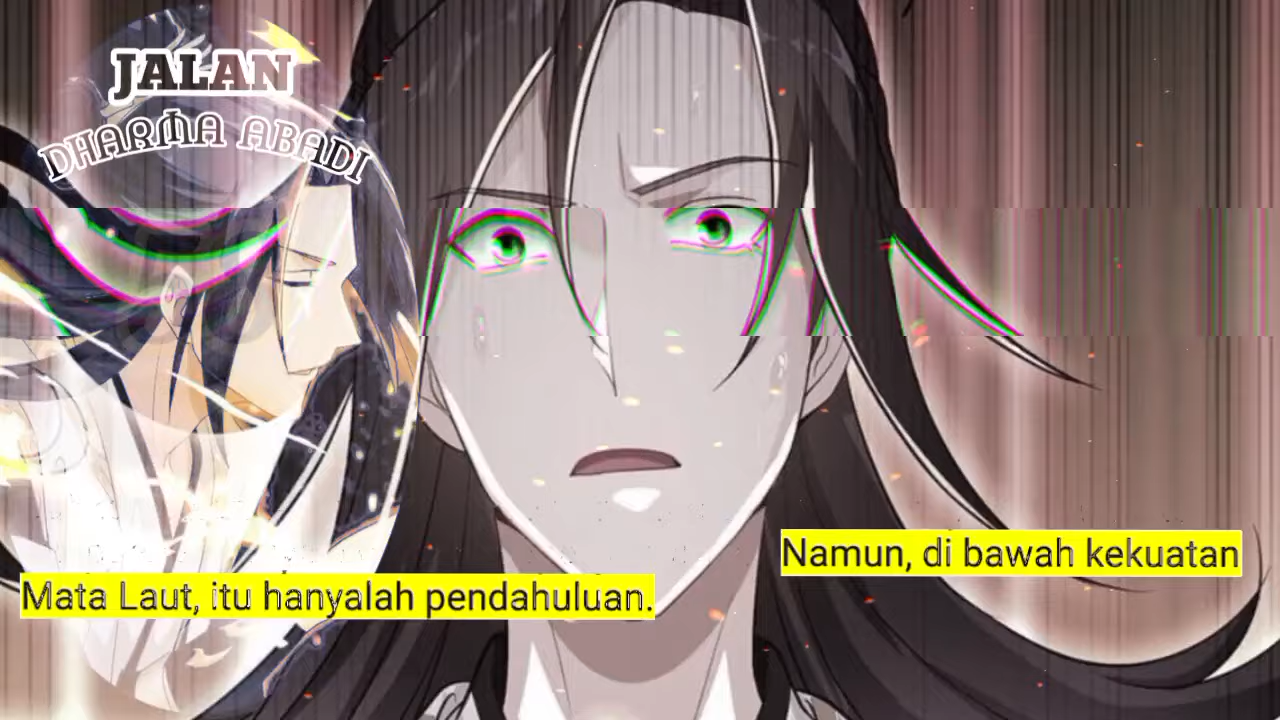 JALAN
DHARMA ABADI
Namun, di bawah kekuatan
Mata Laut, itu hanyalah pendahuluan.